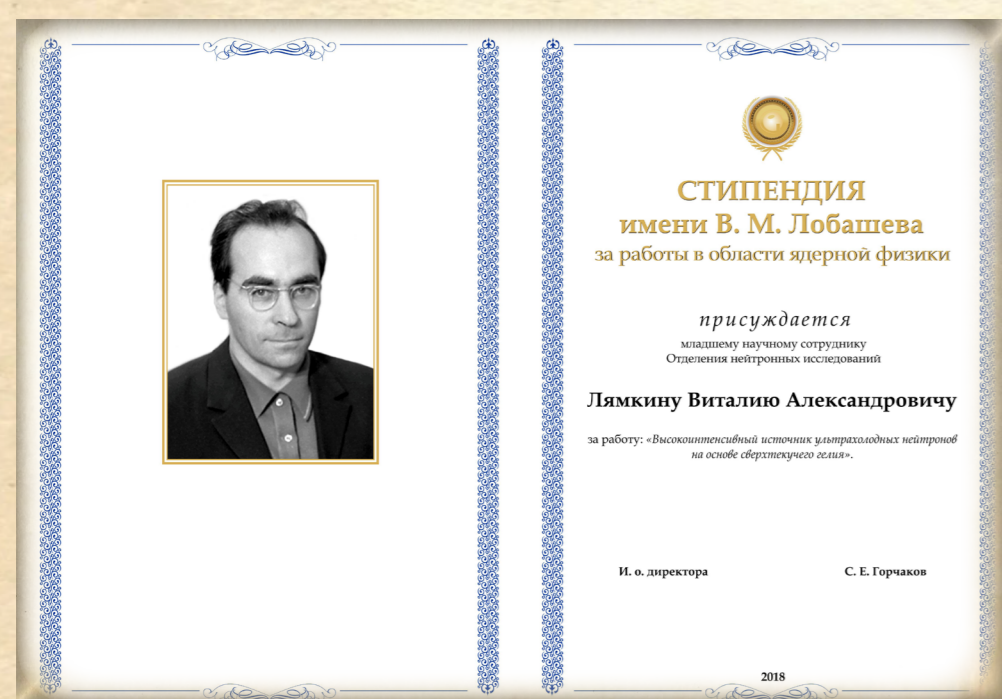 СТИПЕНДИЯ
имени В. М. Лобашева
за работы в области ядерной физики
присуждается
младшему научному сотруднику
Отделения нейтронных исследований
Лямкину Виталию Александровичу
за работу: «Высокоинтенсивный источник ультрахолодных нейтронов
на основе сверхтекучего гелия».
И. о. директора С. Е. Горчаков
2018